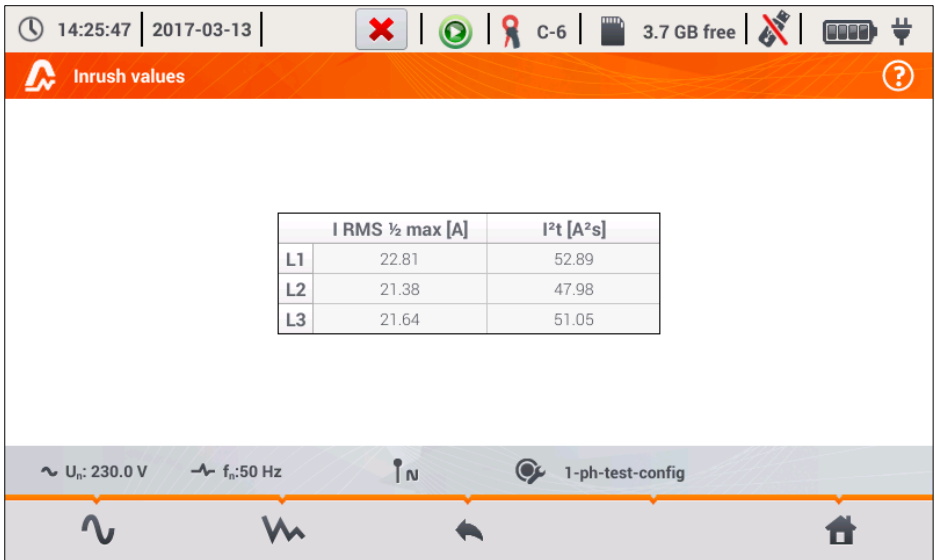 14:25:47 2017-03-13 C-6 3.7 GB free
Inrush values ?
I RMS ½ max [A] I²t [A²s]
L1 22.81 52.89
L2 21.38 47.98
L3 21.64 51.05
Uₙ: 230.0 V fₙ:50 Hz N 1-ph-test-config